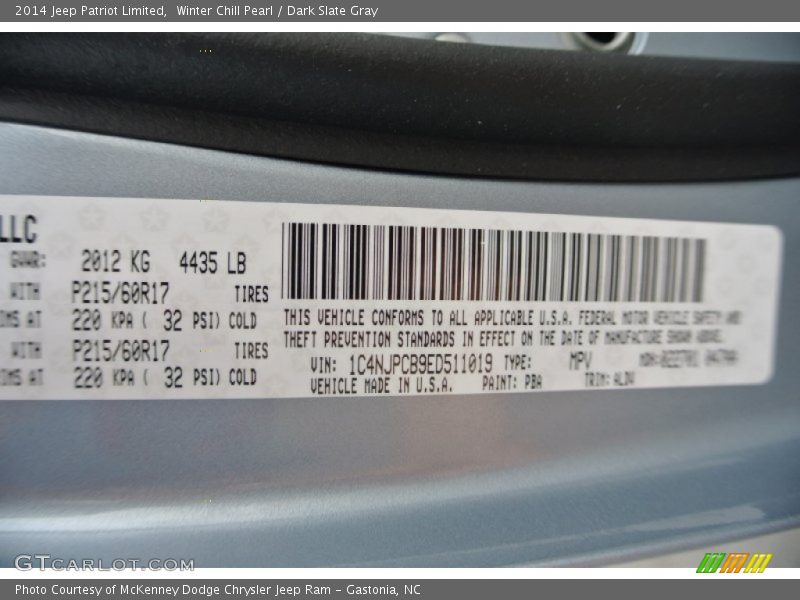 2014 Jeep Patriot Limited, Winter Chill Pearl / Dark Slate Gray
LLC
GVWR: 2012 KG 4435 LB
WITH P215/60R17 TIRES
RIMS AT 220 KPA ( 32 PSI) COLD
WITH P215/60R17 TIRES
RIMS AT 220 KPA ( 32 PSI) COLD
THIS VEHICLE CONFORMS TO ALL APPLICABLE U.S.A. FEDERAL MOTOR VEHICLE SAFETY AND
THEFT PREVENTION STANDARDS IN EFFECT ON THE DATE OF MANUFACTURE SHOWN ABOVE.
VIN: 1C4NJPCB9ED511019 TYPE: MPV
VEHICLE MADE IN U.S.A. PAINT: PBA TRIM: ALDV
GTCARLOT.COM
Photo Courtesy of McKenney Dodge Chrysler Jeep Ram - Gastonia, NC